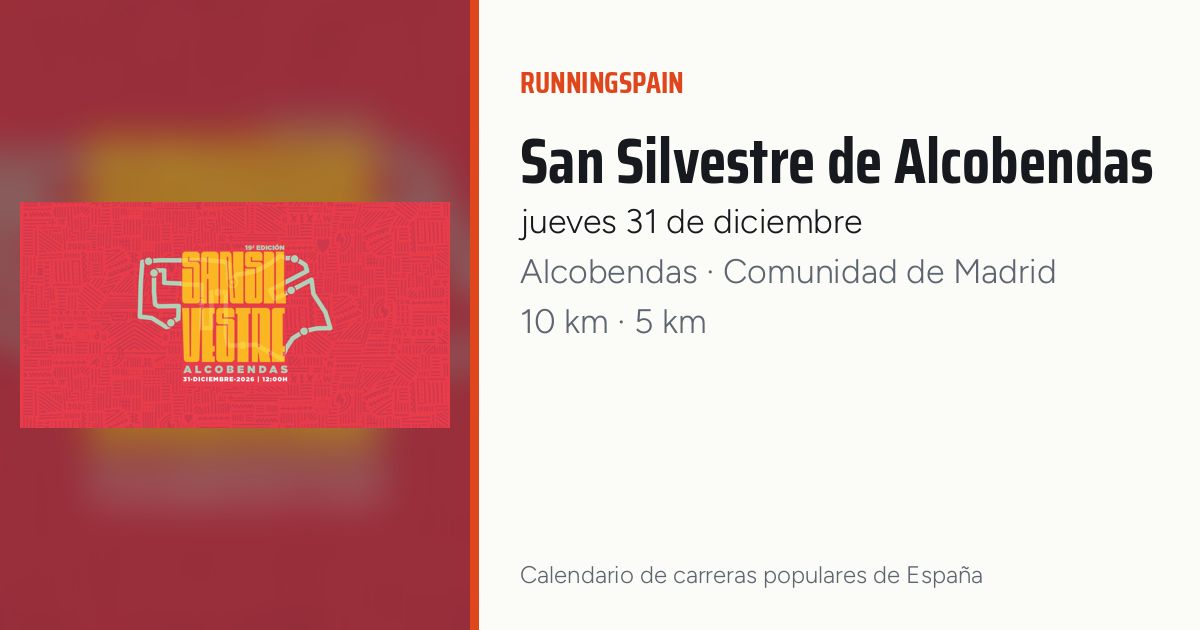 19ª EDICIÓN
SANSIL
VESTRE
ALCOBENDAS
31·DICIEMBRE·2026 | 12:00H
RUNNINGSPAIN
San Silvestre de Alcobendas
jueves 31 de diciembre
Alcobendas · Comunidad de Madrid
10 km · 5 km
Calendario de carreras populares de España